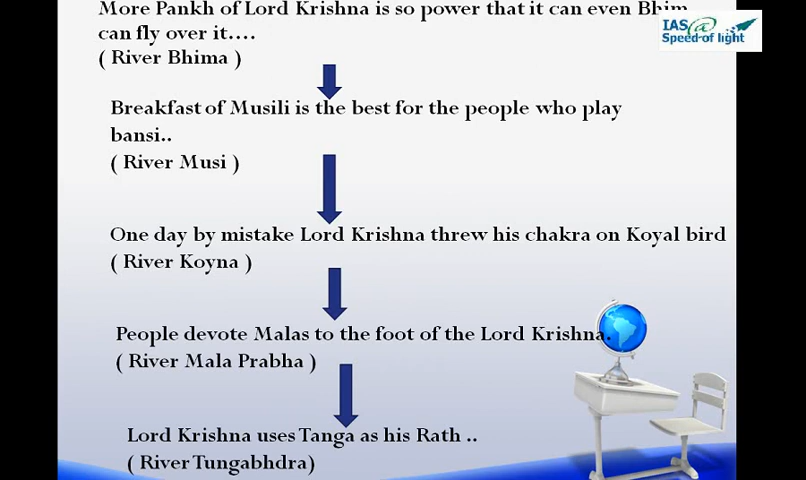 More Pankh of Lord Krishna is so power that it can even Bhim
can fly over it....
( River Bhima )
IAS@
Speed of light
Breakfast of Musili is the best for the people who play
bansi..
( River Musi )
One day by mistake Lord Krishna threw his chakra on Koyal bird
( River Koyna )
People devote Malas to the foot of the Lord Krishna.
( River Mala Prabha )
Lord Krishna uses Tanga as his Rath ..
( River Tungabhdra)